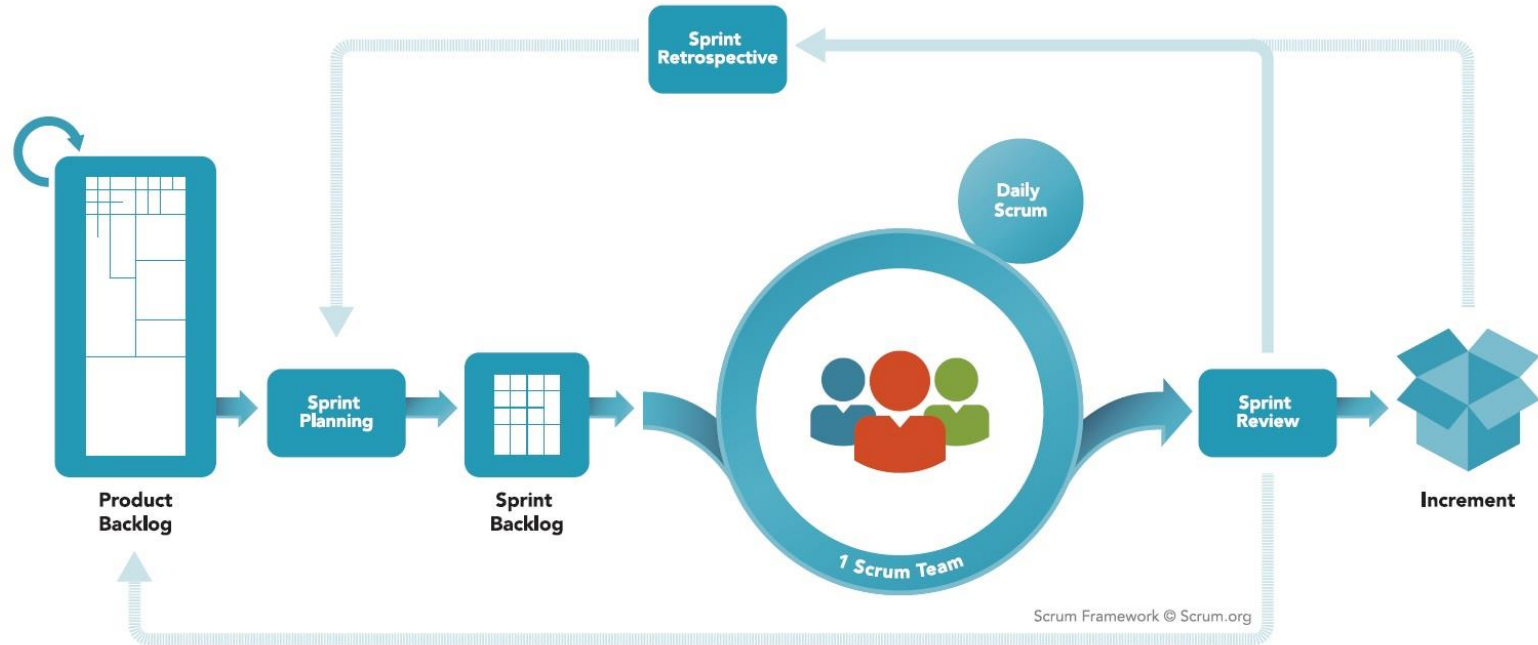 Sprint
Retrospective
Daily
Scrum
Sprint
Planning
Sprint
Review
Product
Backlog
Sprint
Backlog
1 Scrum Team
Increment
Scrum Framework © Scrum.org